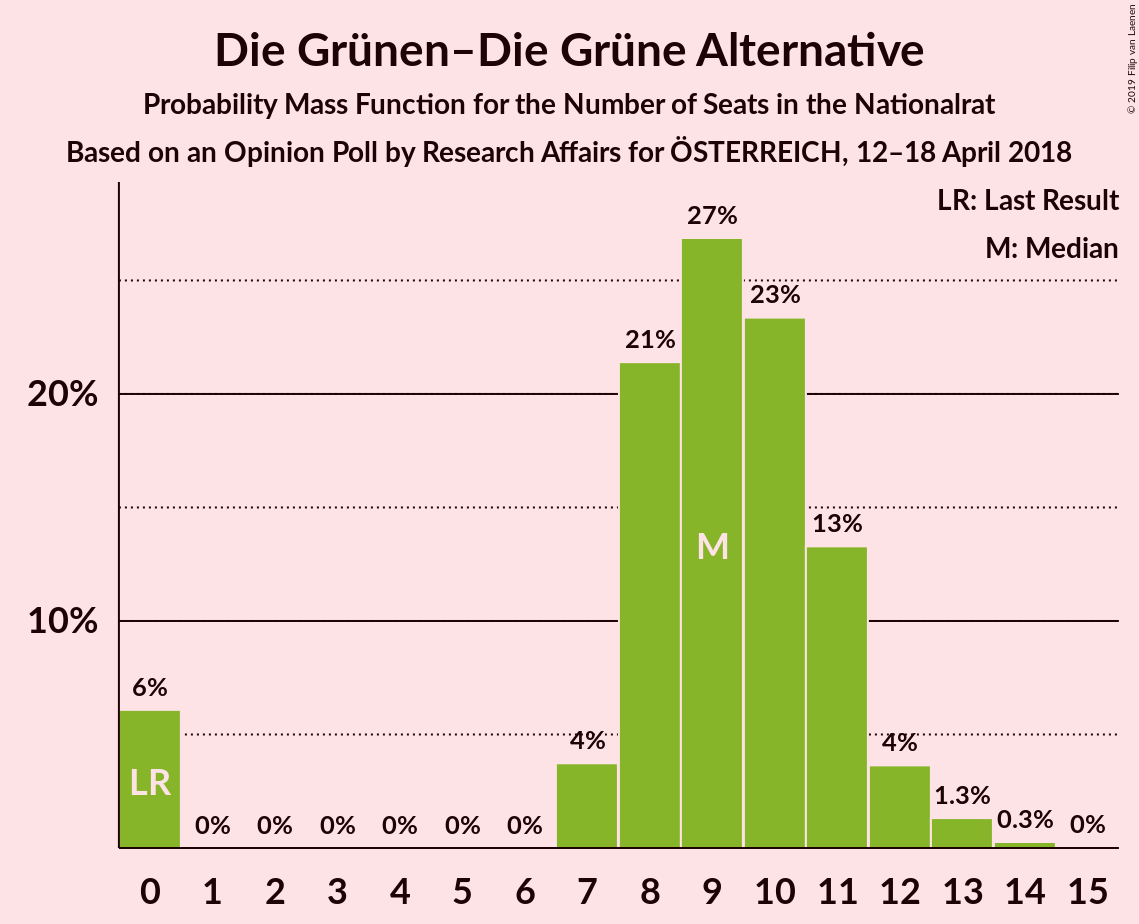 Die Grünen–Die Grüne Alternative
Probability Mass Function for the Number of Seats in the Nationalrat
Based on an Opinion Poll by Research Affairs for ÖSTERREICH, 12–18 April 2018
© 2019 Filip van Laenen
LR: Last Result
M: Median
20%
10%
6% 0% 0% 0% 0% 0% 0% 4% 21% 27% 23% 13% 4% 1.3% 0.3% 0%
LR
M
0 1 2 3 4 5 6 7 8 9 10 11 12 13 14 15